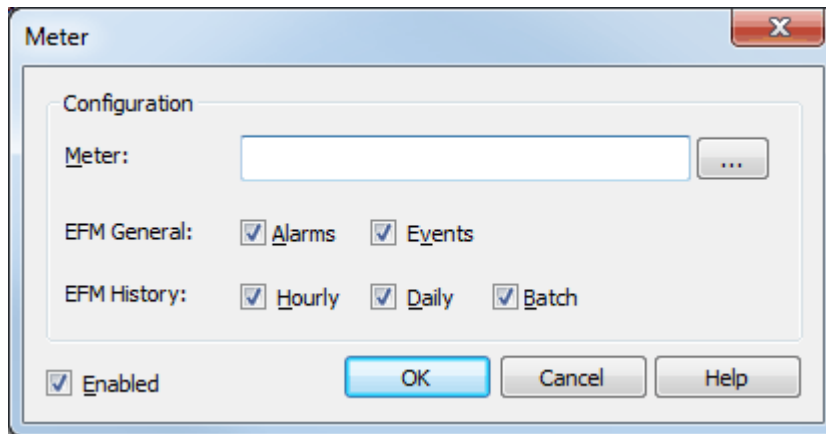 Meter
Configuration
Meter:
...
EFM General:
Alarms
Events
EFM History:
Hourly
Daily
Batch
Enabled
OK
Cancel
Help